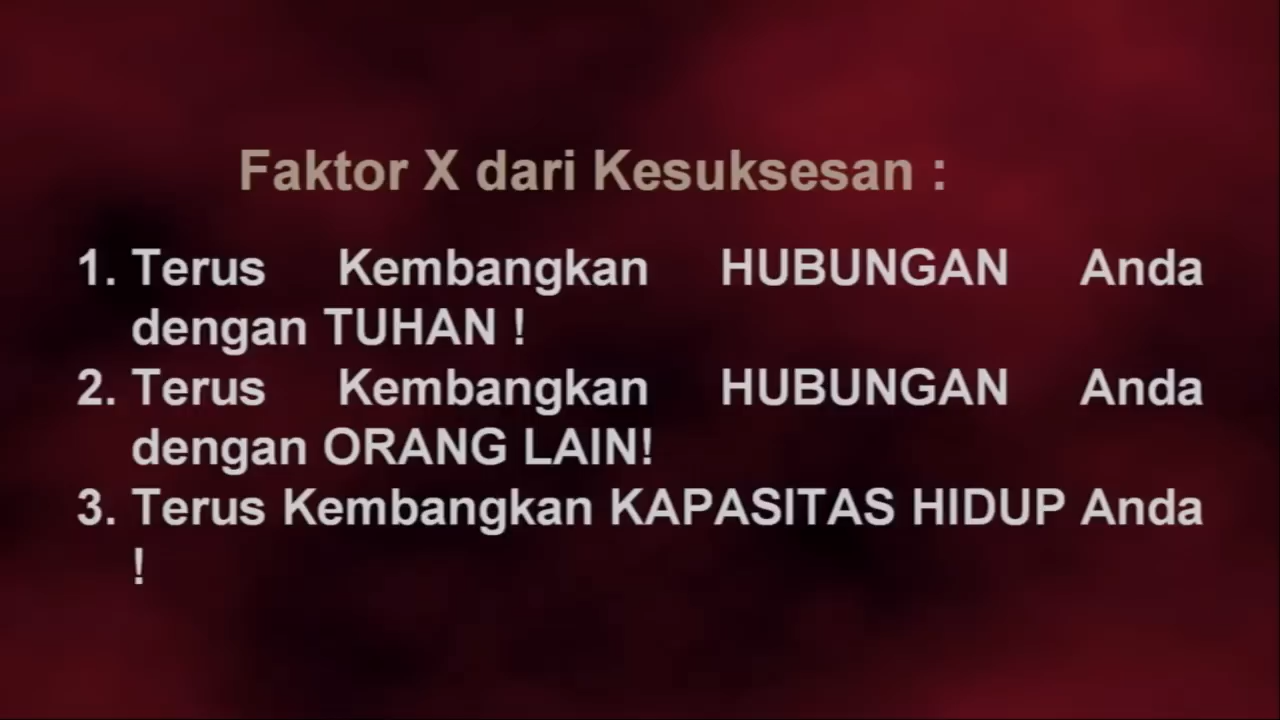 Faktor X dari Kesuksesan :
1. Terus Kembangkan HUBUNGAN Anda
dengan TUHAN !
2. Terus Kembangkan HUBUNGAN Anda
dengan ORANG LAIN!
3. Terus Kembangkan KAPASITAS HIDUP Anda
!